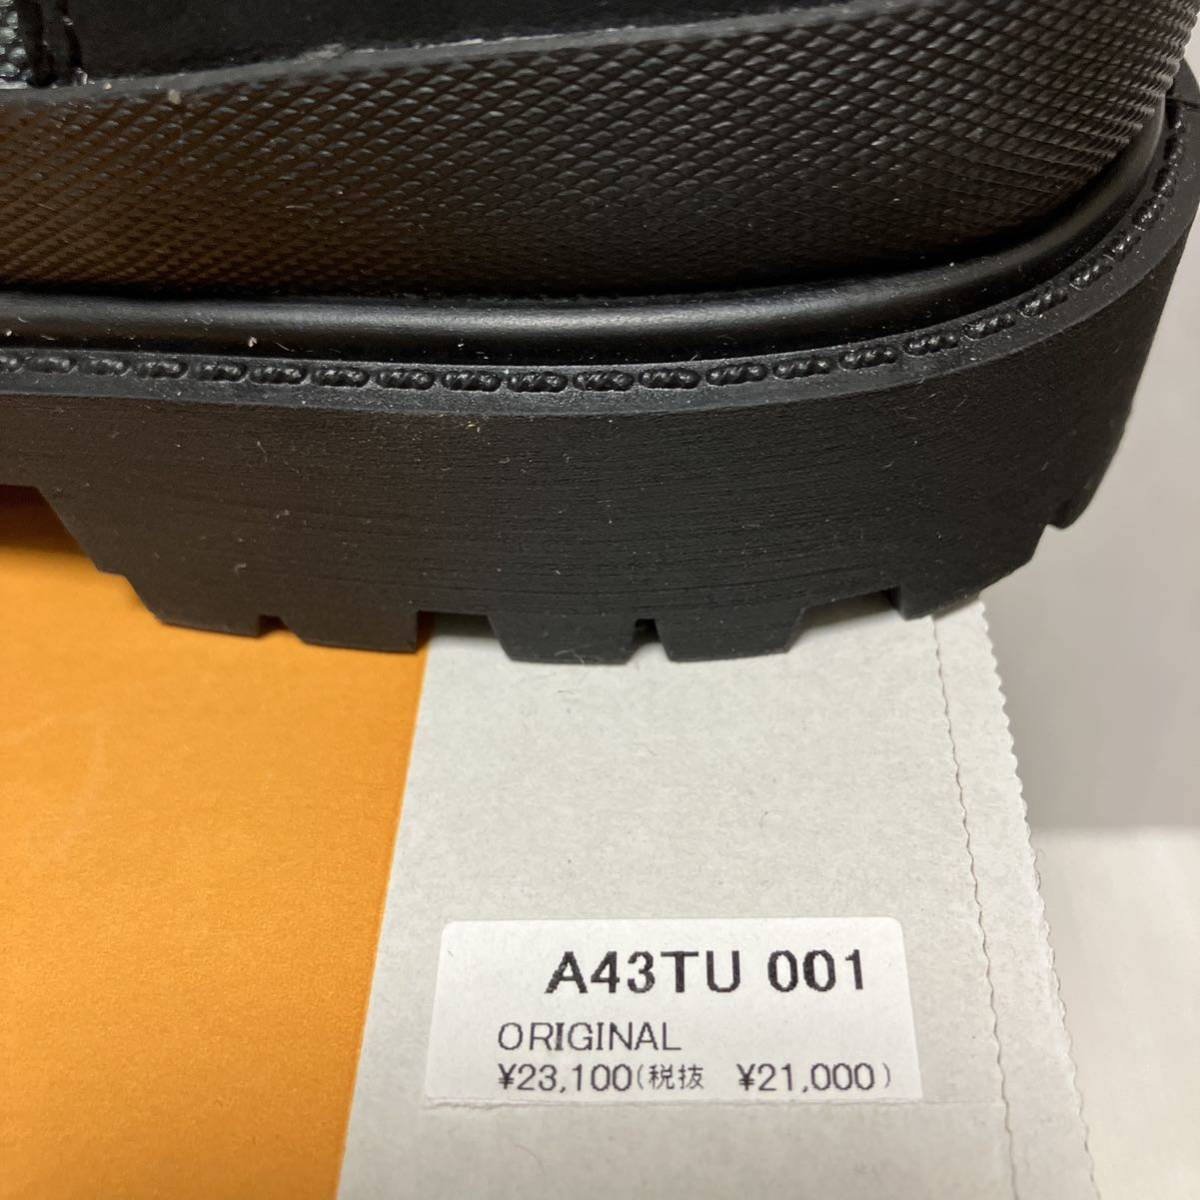 A43TU 001
ORIGINAL
¥23,100(税抜 ¥21,000)